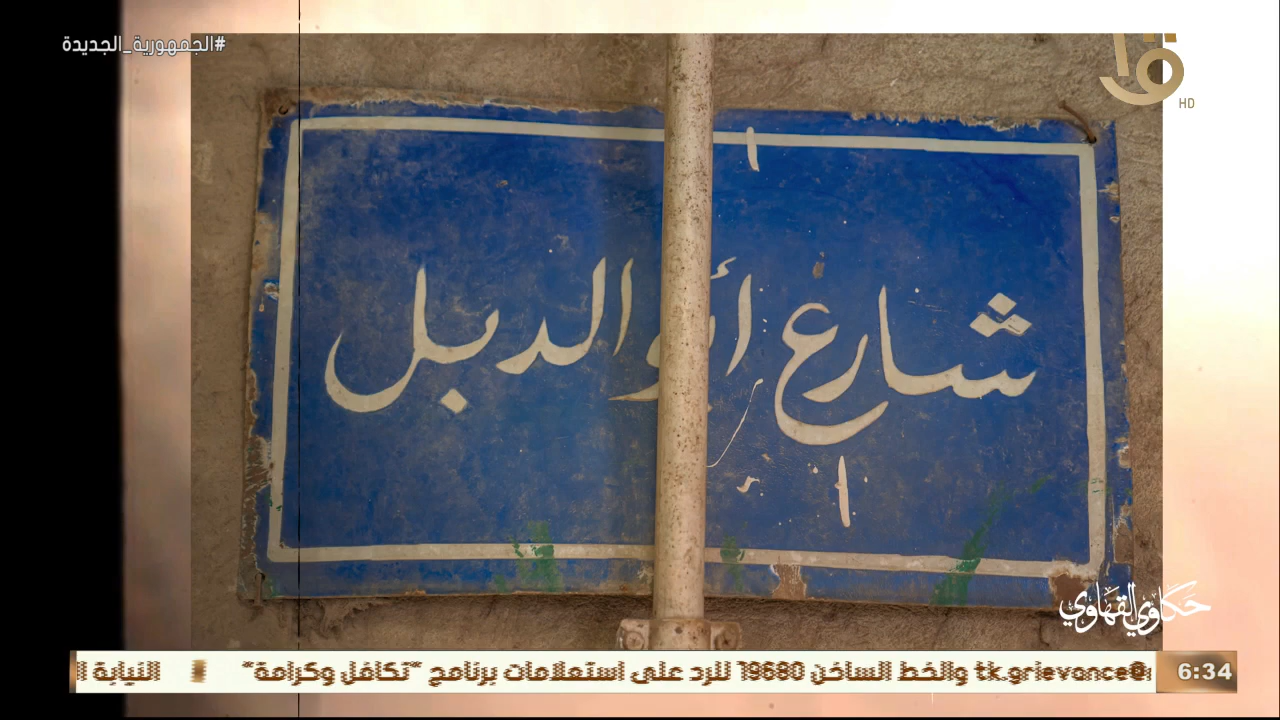 #الجمهورية_الجديدة
HD
شارع أبو الدبل
حكاوي القهاوي
tk.grievance@ والخط الساخن 19680 للرد على استعلامات برنامج "تكافل وكرامة"
النيابة ا
6:34